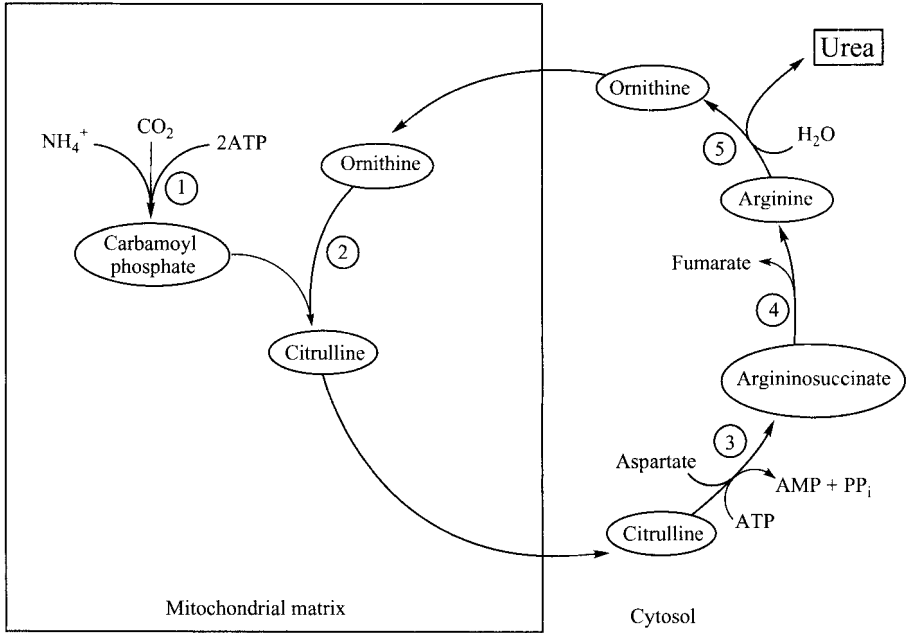 Urea
Ornithine
CO₂
NH₄⁺
2ATP
H₂O
5
Ornithine
1
Arginine
Carbamoyl
phosphate
2
Fumarate
4
Citrulline
Argininosuccinate
3
Aspartate
AMP + PPᵢ
ATP
Citrulline
Mitochondrial matrix
Cytosol